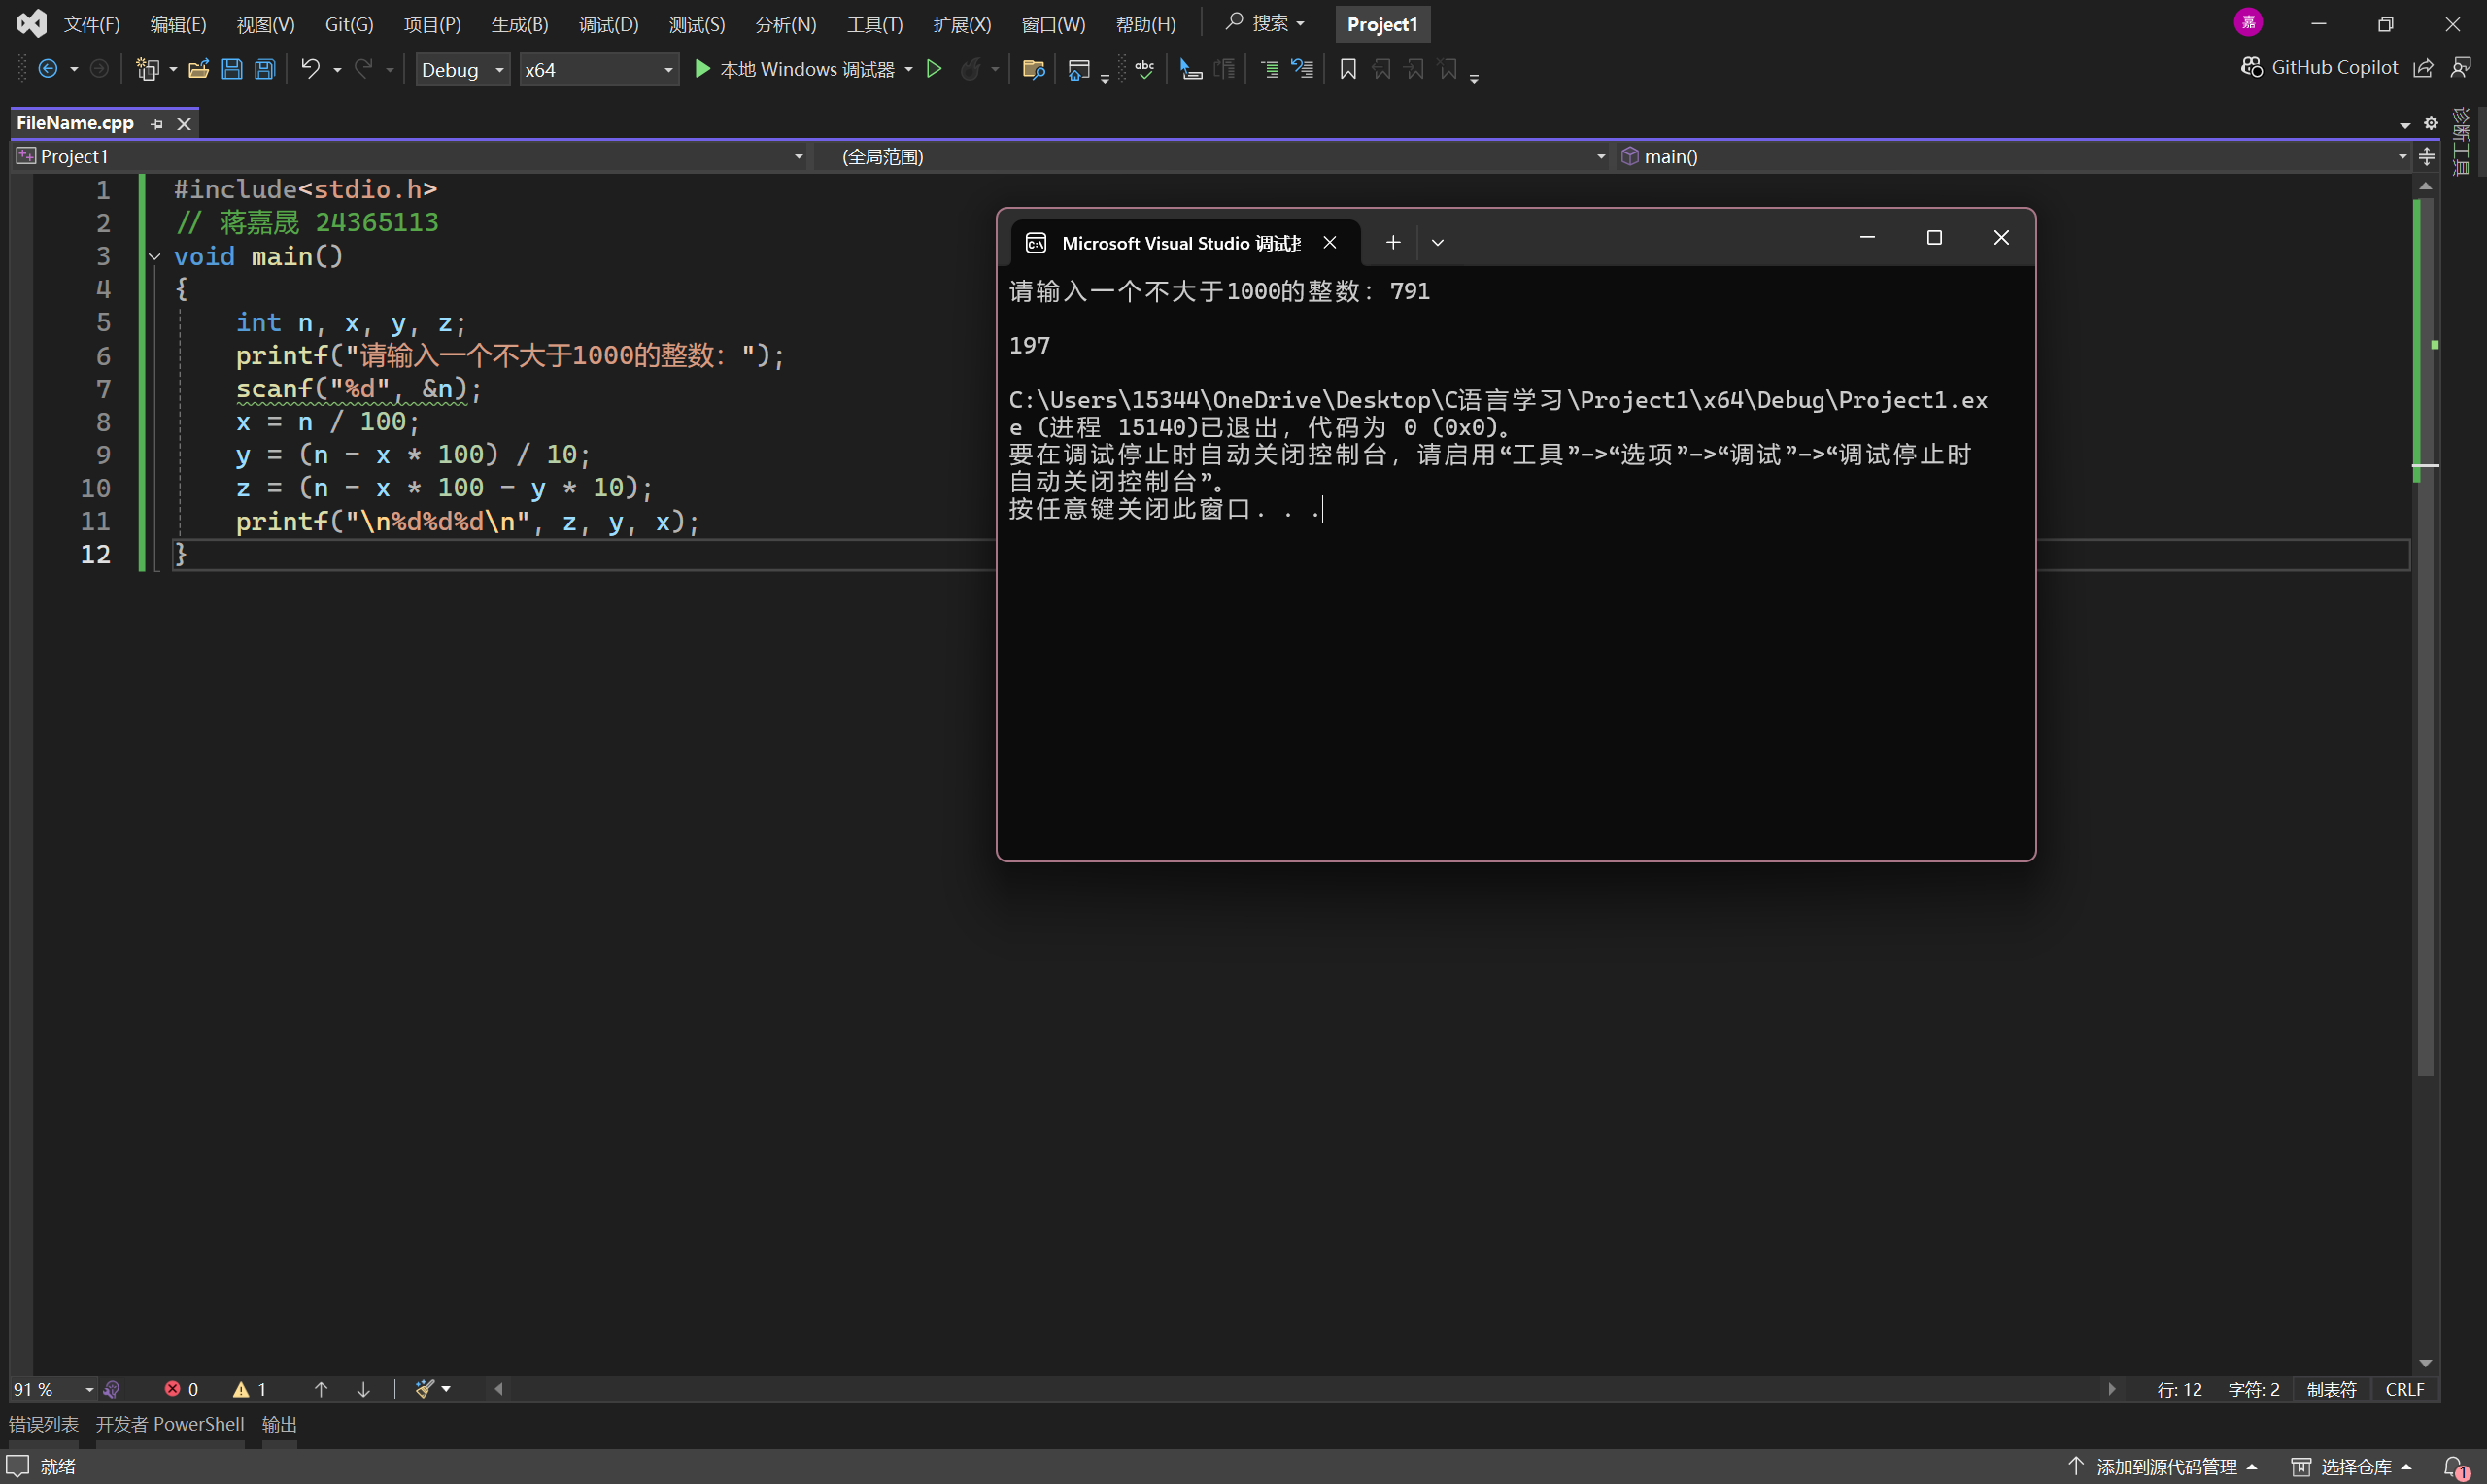 文件(F) 编辑(E) 视图(V) Git(G) 项目(P) 生成(B) 调试(D) 测试(S) 分析(N) 工具(T) 扩展(X) 窗口(W) 帮助(H) 搜索 Project1 嘉
Debug x64 本地 Windows 调试器 abc GitHub Copilot
FileName.cpp
诊断工具
Project1 (全局范围) main()
1 #include<stdio.h>
2 // 蒋嘉晟 24365113
3 void main()
4 {
5 int n, x, y, z;
6 printf("请输入一个不大于1000的整数: ");
7 scanf("%d", &n);
8 x = n / 100;
9 y = (n - x * 100) / 10;
10 z = (n - x * 100 - y * 10);
11 printf("\n%d%d%d\n", z, y, x);
12 }
Microsoft Visual Studio 调试控
请输入一个不大于1000的整数: 791
197
C:\Users\15344\OneDrive\Desktop\C语言学习\Project1\x64\Debug\Project1.ex
e (进程 15140)已退出，代码为 0 (0x0)。
要在调试停止时自动关闭控制台，请启用“工具”->“选项”->“调试”->“调试停止时
自动关闭控制台”。
按任意键关闭此窗口. . .
91 % 0 1 行: 12 字符: 2 制表符 CRLF
错误列表 开发者 PowerShell 输出
就绪 添加到源代码管理 选择仓库 1